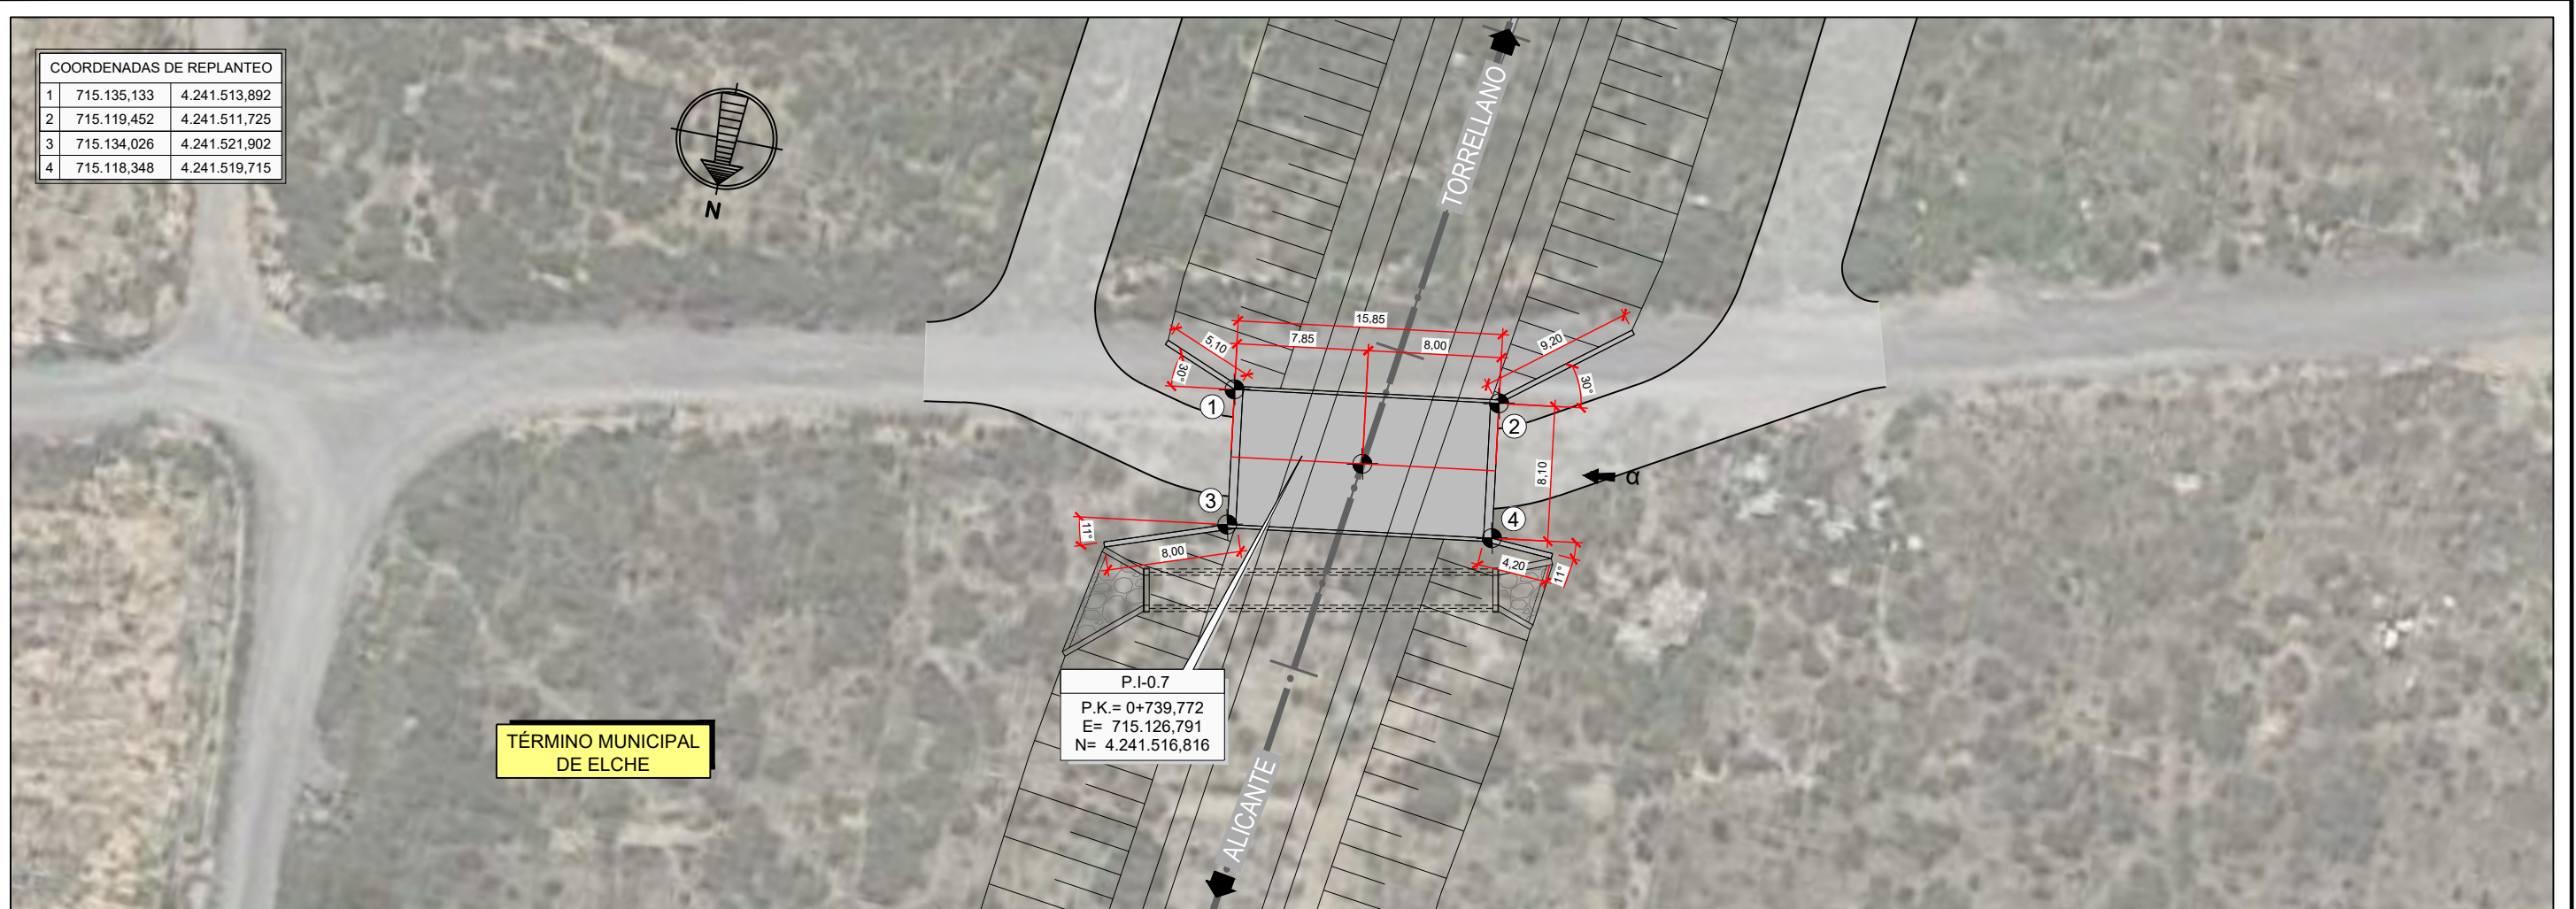 COORDENADAS DE REPLANTEO
1 715.135,133 4.241.513,892
2 715.119,452 4.241.511,725
3 715.134,026 4.241.521,902
4 715.118,348 4.241.519,715
N
TORRELLANO
15,85
7,85
8,00
5,10
9,20
30°
30°
1
2
8,10
α
3
4
11°
8,00
4,20
11°
P.I-0.7
P.K.= 0+739,772
E= 715.126,791
N= 4.241.516,816
TÉRMINO MUNICIPAL
DE ELCHE
ALICANTE